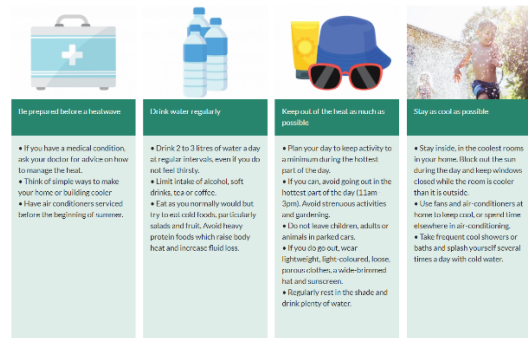 Be prepared before a heatwave
• If you have a medical condition,
ask your doctor for advice on how
to manage the heat.
• Think of simple ways to make
your home or building cooler
• Have air conditioners serviced
before the beginning of summer.
Drink water regularly
• Drink 2 to 3 litres of water a day
at regular intervals, even if you do
not feel thirsty.
• Limit intake of alcohol, soft
drinks, tea or coffee.
• Eat as you normally would but
try to eat cold foods, particularly
salads and fruit. Avoid heavy
protein foods which raise body
heat and increase fluid loss.
Keep out of the heat as much as
possible
• Plan your day to keep activity to
a minimum during the hottest
part of the day.
• If you can, avoid going out in the
hottest part of the day (11am
3pm). Avoid strenuous activities
and gardening.
• Do not leave children, adults or
animals in parked cars.
• If you do go out, wear
lightweight, light-coloured, loose,
porous clothes, a wide-brimmed
hat and sunscreen.
• Regularly rest in the shade and
drink plenty of water.
Stay as cool as possible
• Stay inside, in the coolest rooms
in your home. Block out the sun
during the day and keep windows
closed while the room is cooler
than it is outside.
• Use fans and air-conditioners at
home to keep cool, or spend time
elsewhere in air-conditioning.
• Take frequent cool showers or
baths and splash yourself several
times a day with cold water.